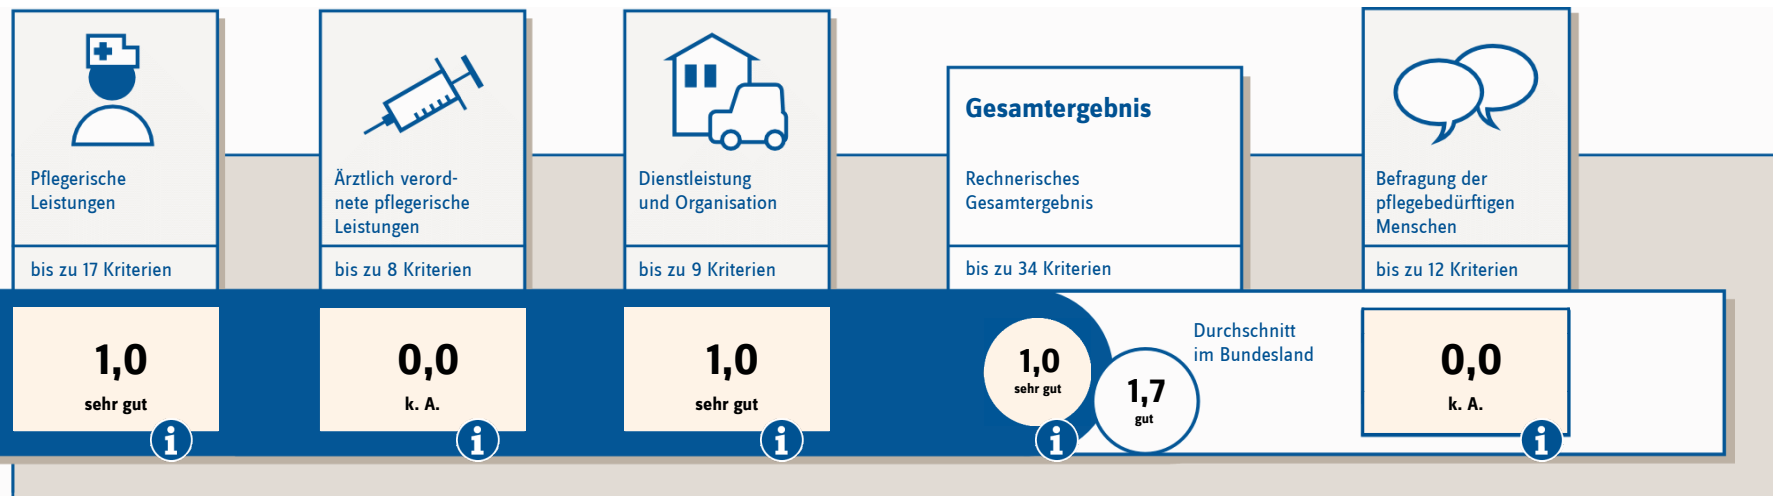 Pflegerische
Leistungen
bis zu 17 Kriterien
1,0
sehr gut
Ärztlich verord-
nete pflegerische
Leistungen
bis zu 8 Kriterien
0,0
k. A.
Dienstleistung
und Organisation
bis zu 9 Kriterien
1,0
sehr gut
Gesamtergebnis
Rechnerisches
Gesamtergebnis
bis zu 34 Kriterien
1,0
sehr gut
1,7
gut
Durchschnitt
im Bundesland
Befragung der
pflegebedürftigen
Menschen
bis zu 12 Kriterien
0,0
k. A.